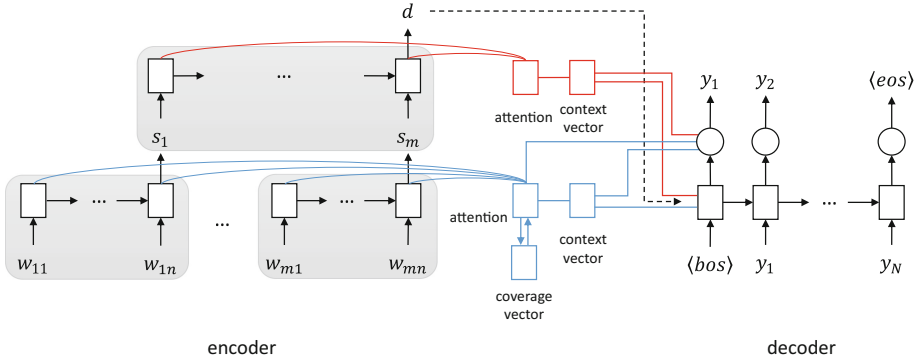 d
y₁ y₂ ⟨eos⟩
...
attention context vector
s₁ sₘ
... ... ... ...
attention context vector
w₁₁ w₁ₙ wₘ₁ wₘₙ
⟨bos⟩ y₁ y_N
coverage vector
encoder decoder